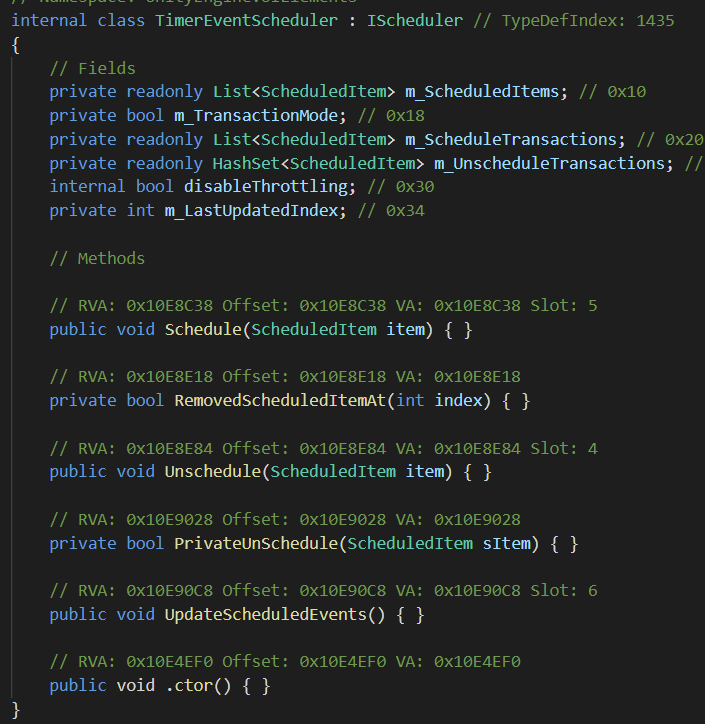 // Namespace: UnityEngine.UIElements
internal class TimerEventScheduler : IScheduler // TypeDefIndex: 1435
{
// Fields
private readonly List<ScheduledItem> m_ScheduledItems; // 0x10
private bool m_TransactionMode; // 0x18
private readonly List<ScheduledItem> m_ScheduleTransactions; // 0x20
private readonly HashSet<ScheduledItem> m_UnscheduleTransactions; //
internal bool disableThrottling; // 0x30
private int m_LastUpdatedIndex; // 0x34
// Methods
// RVA: 0x10E8C38 Offset: 0x10E8C38 VA: 0x10E8C38 Slot: 5
public void Schedule(ScheduledItem item) { }
// RVA: 0x10E8E18 Offset: 0x10E8E18 VA: 0x10E8E18
private bool RemovedScheduledItemAt(int index) { }
// RVA: 0x10E8E84 Offset: 0x10E8E84 VA: 0x10E8E84 Slot: 4
public void Unschedule(ScheduledItem item) { }
// RVA: 0x10E9028 Offset: 0x10E9028 VA: 0x10E9028
private bool PrivateUnSchedule(ScheduledItem sItem) { }
// RVA: 0x10E90C8 Offset: 0x10E90C8 VA: 0x10E90C8 Slot: 6
public void UpdateScheduledEvents() { }
// RVA: 0x10E4EF0 Offset: 0x10E4EF0 VA: 0x10E4EF0
public void .ctor() { }
}